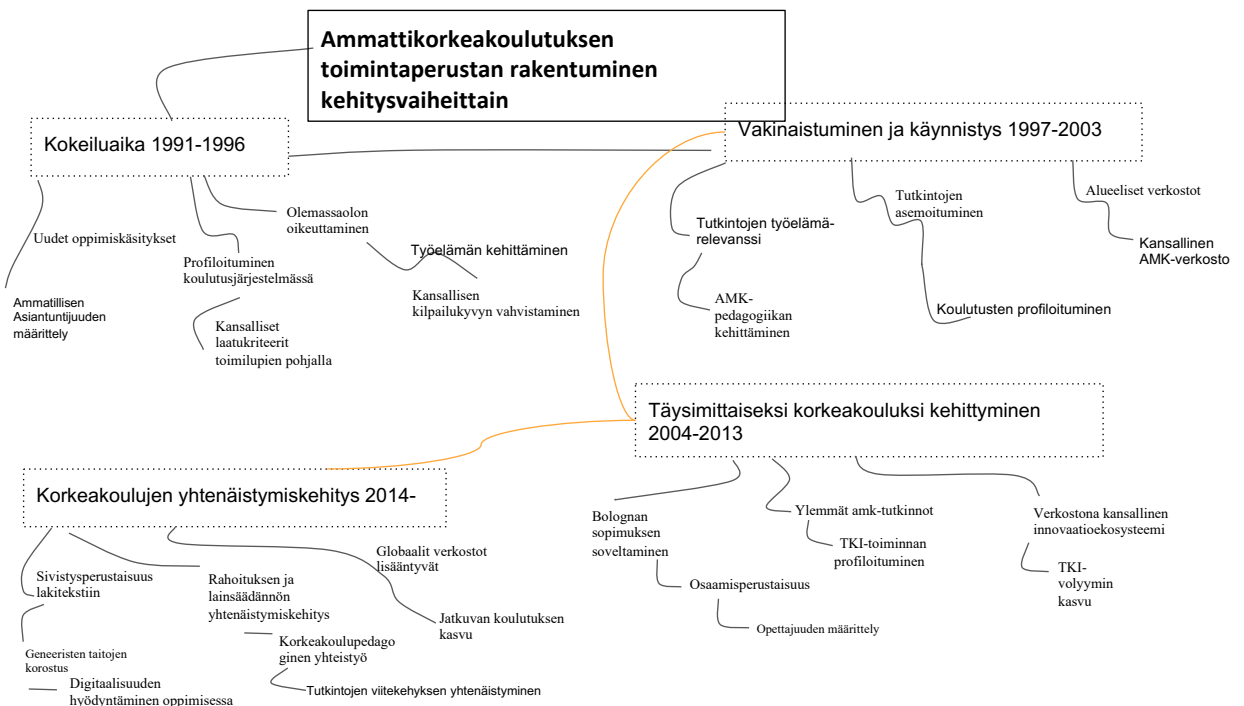 Ammattikorkeakoulutuksen
toimintaperustan rakentuminen
kehitysvaiheittain
Kokeiluaika 1991-1996
Uudet oppimiskäsitykset
Ammatillisen
Asiantuntijuuden
määrittely
Profiloituminen
koulutusjärjestelmässä
Kansalliset
laatukriteerit
toimilupien pohjalla
Olemassaolon
oikeuttaminen
Työelämän kehittäminen
Kansallisen
kilpailukyvyn vahvistaminen
Vakinaistuminen ja käynnistys 1997-2003
Tutkintojen työelämä-
relevanssi
AMK-
pedagogiikan
kehittäminen
Tutkintojen
asemoituminen
Koulutusten profiloituminen
Alueeliset verkostot
Kansallinen
AMK-verkosto
Täysimittaiseksi korkeakouluksi kehittyminen
2004-2013
Bolognan
sopimuksen
soveltaminen
Osaamisperustaisuus
Opettajuuden määrittely
Ylemmät amk-tutkinnot
TKI-toiminnan
profiloituminen
Verkostona kansallinen
innovaatioekosysteemi
TKI-
volyymin
kasvu
Korkeakoulujen yhtenäistymiskehitys 2014-
Sivistysperustaisuus
lakitekstiin
Geneeristen taitojen
korostus
Digitaalisuuden
hyödyntäminen oppimisessa
Rahoituksen ja
lainsäädännön
yhtenäistymiskehitys
Korkeakoulupedago
ginen yhteistyö
Tutkintojen viitekehyksen yhtenäistyminen
Globaalit verkostot
lisääntyvät
Jatkuvan koulutuksen
kasvu